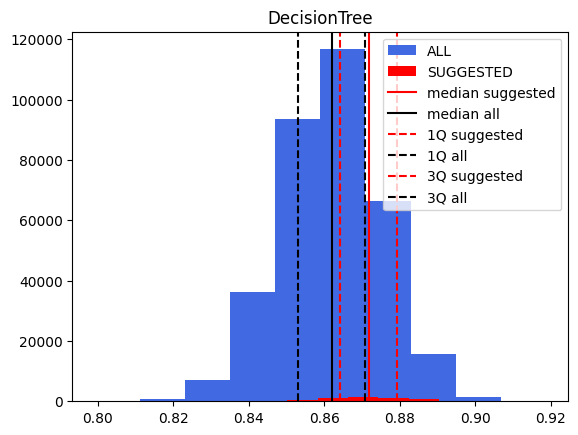 DecisionTree
120000
100000
80000
60000
40000
20000
0
0.80 0.82 0.84 0.86 0.88 0.90 0.92
ALL
SUGGESTED
median suggested
median all
1Q suggested
1Q all
3Q suggested
3Q all